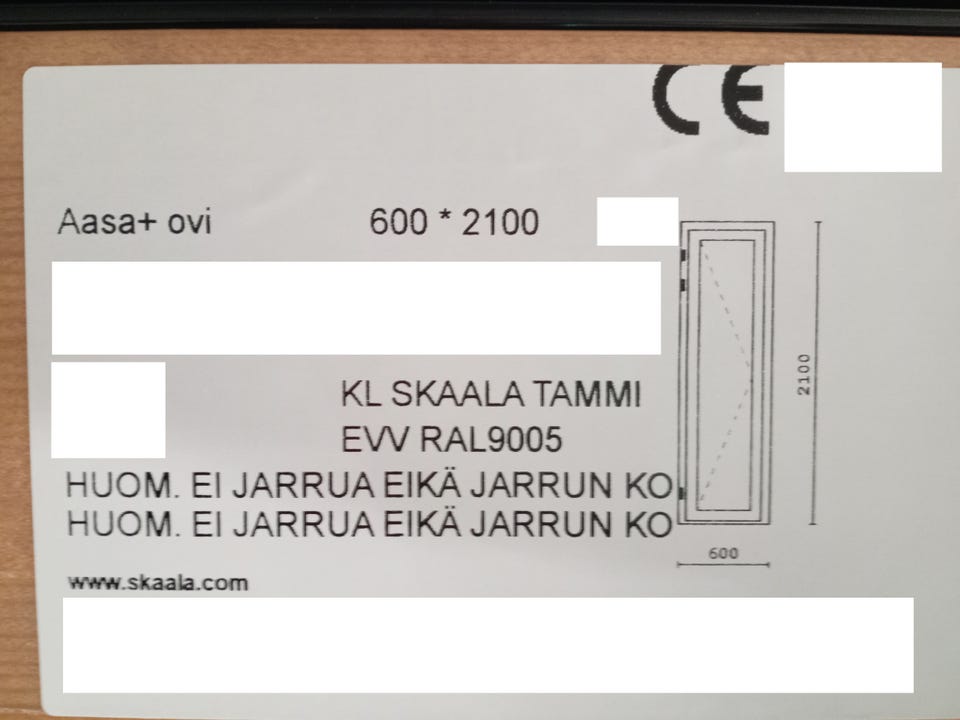 CE
Aasa+ ovi 600 * 2100
KL SKAALA TAMMI
EVV RAL9005
HUOM. EI JARRUA EIKÄ JARRUN KO
HUOM. EI JARRUA EIKÄ JARRUN KO
2100
600
www.skaala.com